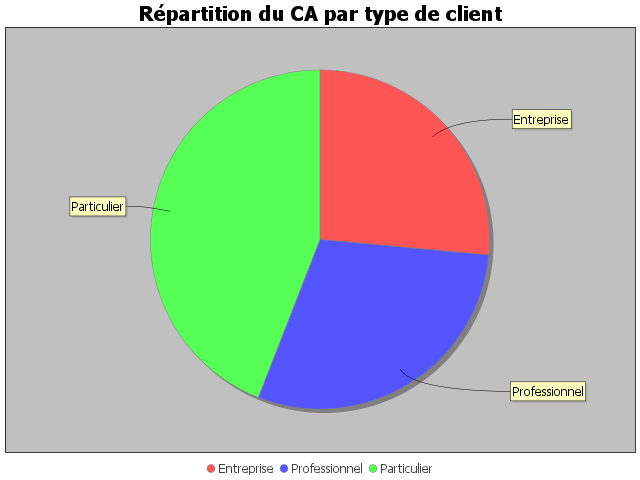 Répartition du CA par type de client
Entreprise
Particulier
Professionnel
Entreprise Professionnel Particulier